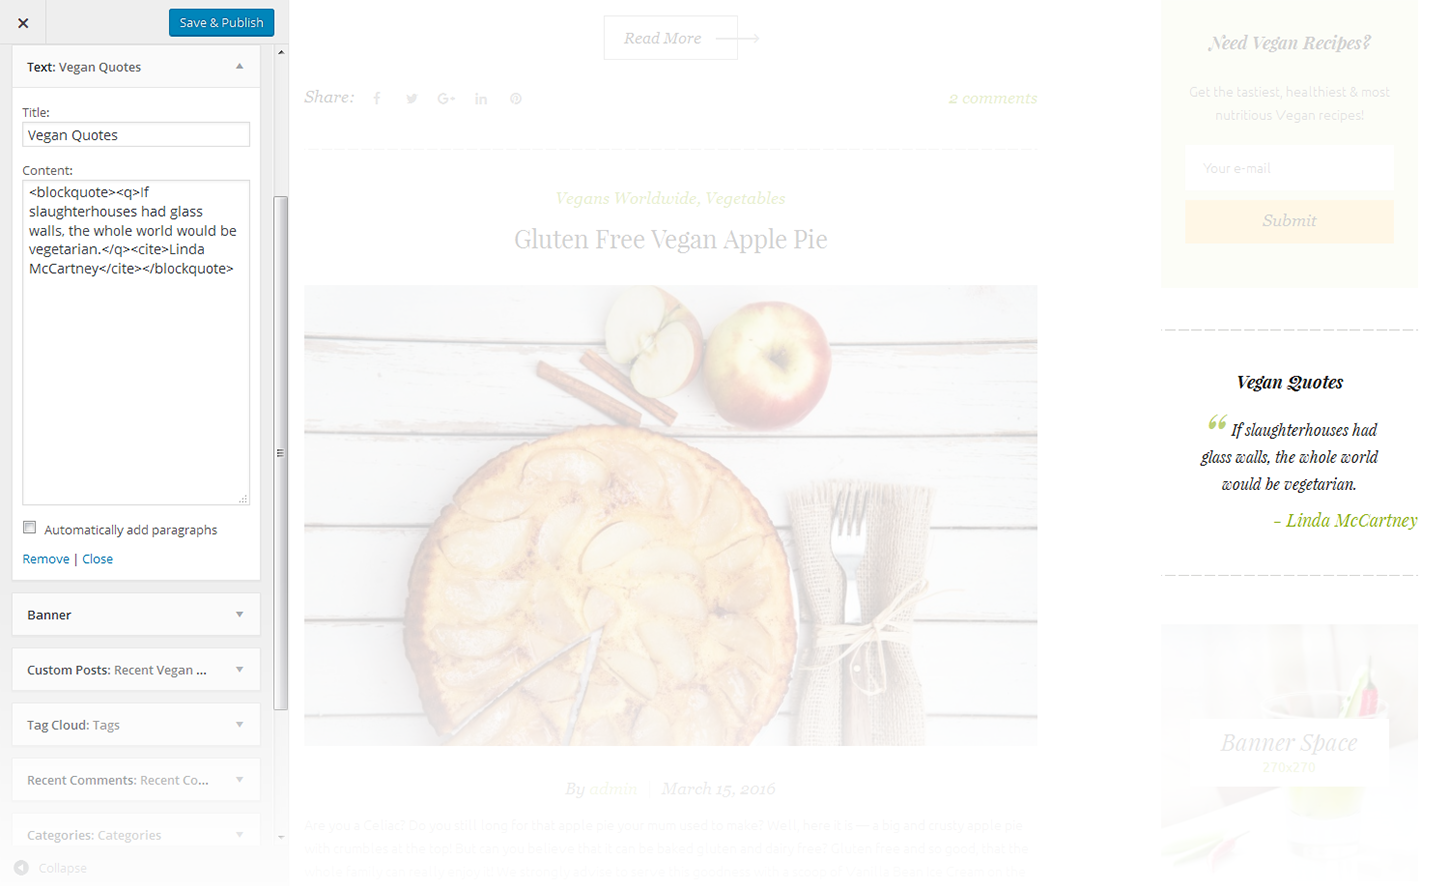 Save & Publish
Text: Vegan Quotes
Title:
Vegan Quotes
Content:
<blockquote><q>If
slaughterhouses had glass
walls, the whole world would be
vegetarian.</q><cite>Linda
McCartney</cite></blockquote>
Automatically add paragraphs
Remove | Close
Banner
Custom Posts: Recent Vegan ...
Tag Cloud: Tags
Recent Comments: Recent Co...
Categories: Categories
Collapse
Read More
Share:
2 comments
Vegans Worldwide, Vegetables
Gluten Free Vegan Apple Pie
By admin | March 15, 2016
Are you a Celiac? Do you still long for that apple pie your mum used to make? Well, here it is — a big and crusty apple pie
with crumbles at the top! But can you believe that it can be baked gluten and dairy free? Gluten free and so good, that the
Need Vegan Recipes?
Get the tastiest, healthiest & most
nutritious Vegan recipes!
Your e-mail
Submit
Vegan Quotes
“ If slaughterhouses had
glass walls, the whole world
would be vegetarian.
- Linda McCartney
Banner Space
270x270